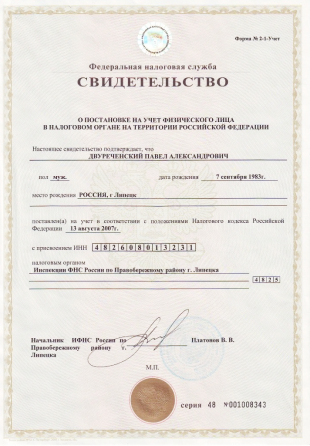 Форма № 2-1-Учет
Федеральная налоговая служба
СВИДЕТЕЛЬСТВО
О ПОСТАНОВКЕ НА УЧЕТ ФИЗИЧЕСКОГО ЛИЦА
В НАЛОГОВОМ ОРГАНЕ НА ТЕРРИТОРИИ РОССИЙСКОЙ ФЕДЕРАЦИИ
Настоящее свидетельство подтверждает, что
ДВУРЕЧЕНСКИЙ ПАВЕЛ АЛЕКСАНДРОВИЧ
пол муж. дата рождения 7 сентября 1983г.
место рождения РОССИЯ, г Липецк
поставлен(а) на учет в соответствии с положениями Налогового кодекса Российской
Федерации 13 августа 2007г.
с присвоением ИНН 482608013231
налоговым органом
Инспекции ФНС России по Правобережному району г. Липецка
4825
Начальник ИФНС России по Платонов В. В.
Правобережному району г.
Липецка
М.П.
серия 48 №001008343